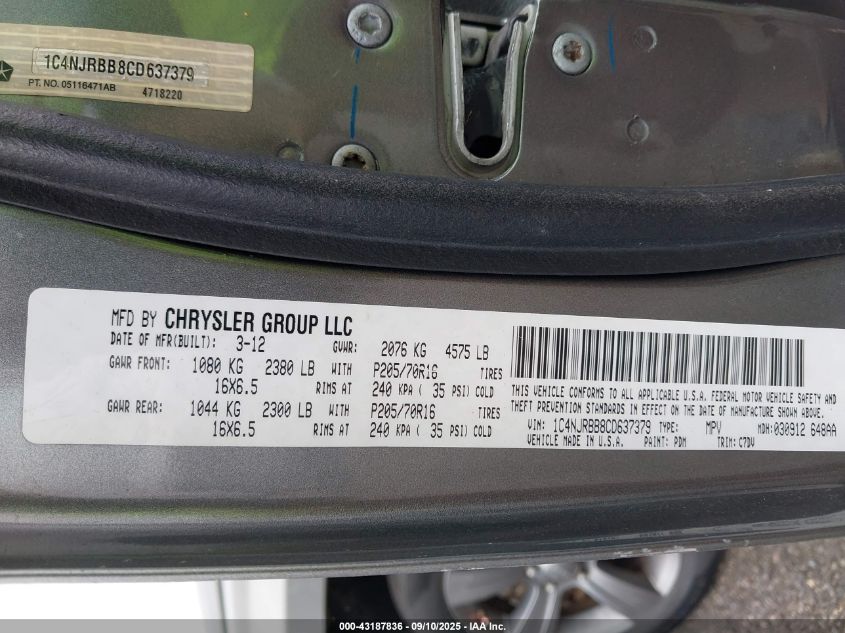 1C4NJRBB8CD637379
PT. NO. 05116471AB 4718220
MFD BY CHRYSLER GROUP LLC
DATE OF MFR(BUILT): 3-12 GVWR: 2076 KG 4575 LB
GAWR FRONT: 1080 KG 2380 LB WITH P205/70R16 TIRES
16X6.5 RIMS AT 240 KPA ( 35 PSI) COLD
GAWR REAR: 1044 KG 2300 LB WITH P205/70R16 TIRES
16X6.5 RIMS AT 240 KPA ( 35 PSI) COLD
THIS VEHICLE CONFORMS TO ALL APPLICABLE U.S.A. FEDERAL MOTOR VEHICLE SAFETY AND
THEFT PREVENTION STANDARDS IN EFFECT ON THE DATE OF MANUFACTURE SHOWN ABOVE.
VIN: 1C4NJRBB8CD637379 TYPE: MPV MDH: 030912 648AA
VEHICLE MADE IN U.S.A. PAINT: PDM TRIM: C7DV
000-43187836 - 09/10/2025 - IAA, Inc.